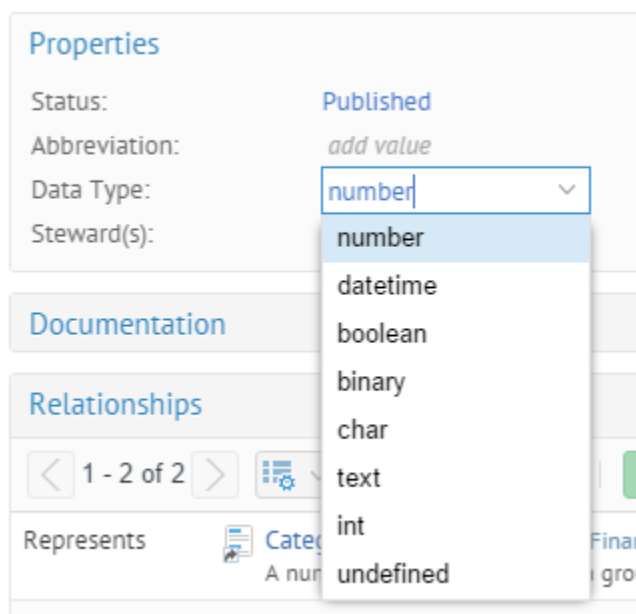 Properties
Status: Published
Abbreviation: add value
Data Type: number
Steward(s):
number
datetime
boolean
binary
char
text
int
undefined
Documentation
Relationships
1 - 2 of 2
Represents